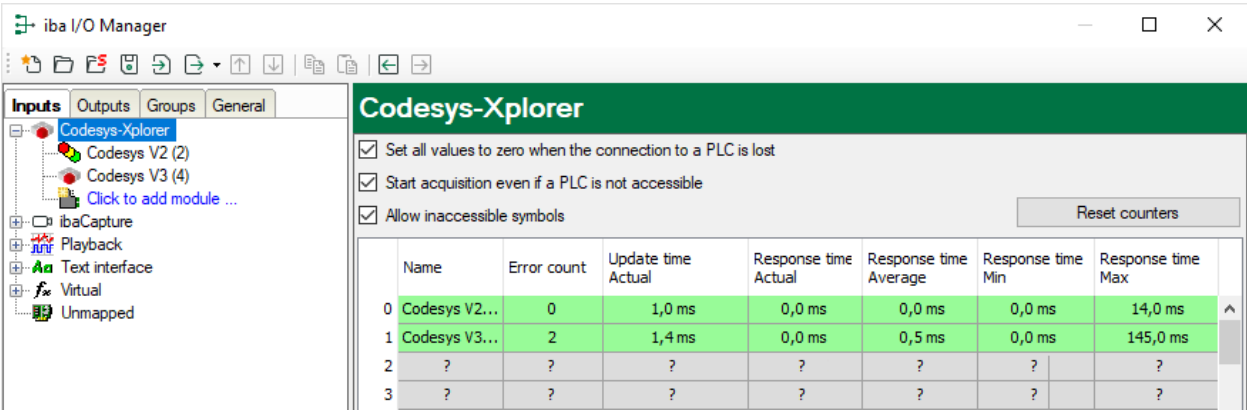 iba I/O Manager
Inputs Outputs Groups General
Codesys-Xplorer
Codesys V2 (2)
Codesys V3 (4)
Click to add module ...
ibaCapture
Playback
Text interface
Virtual
Unmapped
Codesys-Xplorer
Set all values to zero when the connection to a PLC is lost
Start acquisition even if a PLC is not accessible
Allow inaccessible symbols
Reset counters
Name Error count Update time Actual Response time Actual Response time Average Response time Min Response time Max
0 Codesys V2... 0 1,0 ms 0,0 ms 0,0 ms 0,0 ms 14,0 ms
1 Codesys V3... 2 1,4 ms 0,0 ms 0,5 ms 0,0 ms 145,0 ms
2 ? ? ? ? ? ? ?
3 ? ? ? ? ? ? ?